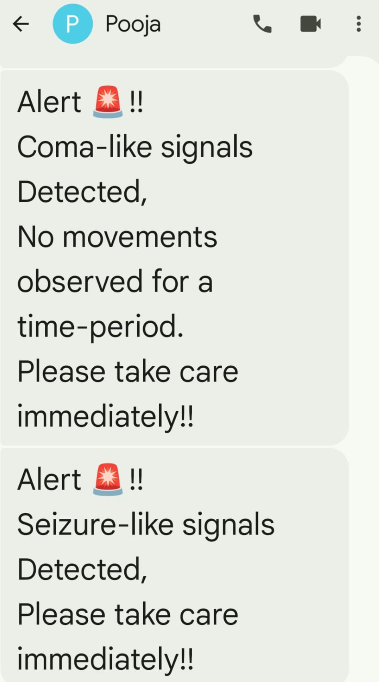 P Pooja
Alert 🚨 !!
Coma-like signals
Detected,
No movements
observed for a
time-period.
Please take care
immediately!!
Alert 🚨 !!
Seizure-like signals
Detected,
Please take care
immediately!!